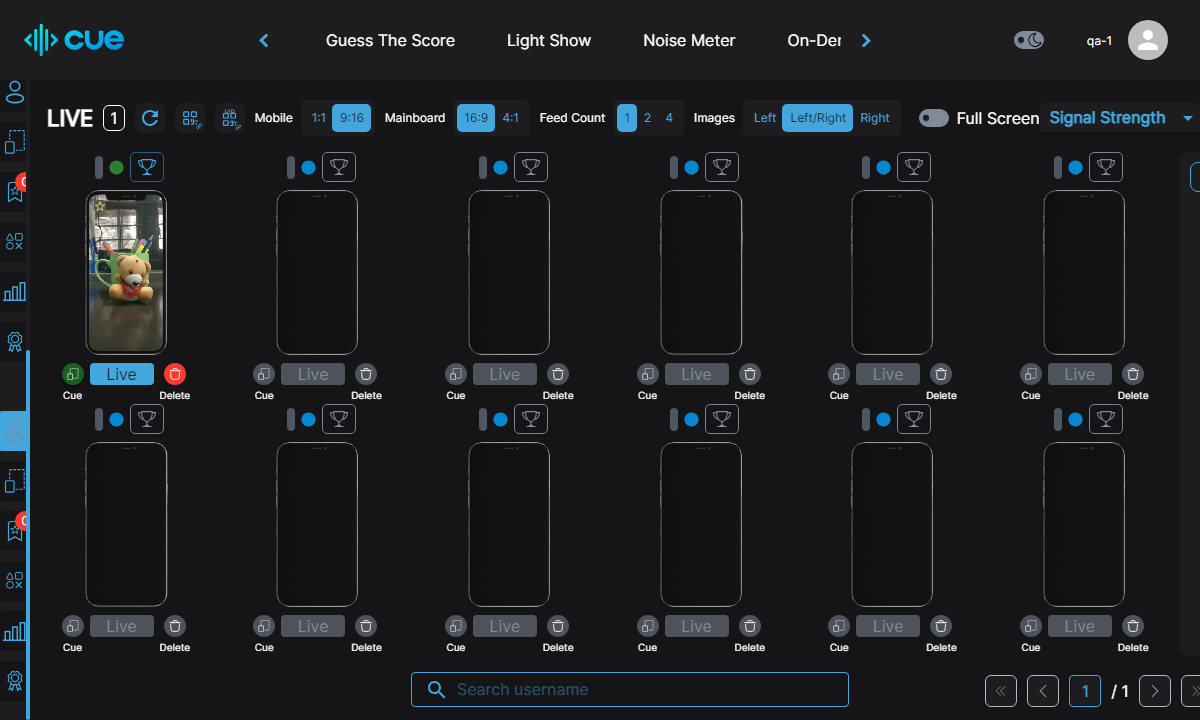 cue
Guess The Score
Light Show
Noise Meter
On-Der
qa-1
LIVE 1
Mobile 1:1 9:16
Mainboard 16:9 4:1
Feed Count 1 2 4
Images Left Left/Right Right
Full Screen
Signal Strength
Live Live Live Live Live Live
Cue Delete Cue Delete Cue Delete Cue Delete Cue Delete Cue Delete
Live Live Live Live Live Live
Cue Delete Cue Delete Cue Delete Cue Delete Cue Delete Cue Delete
Search username
1 / 1